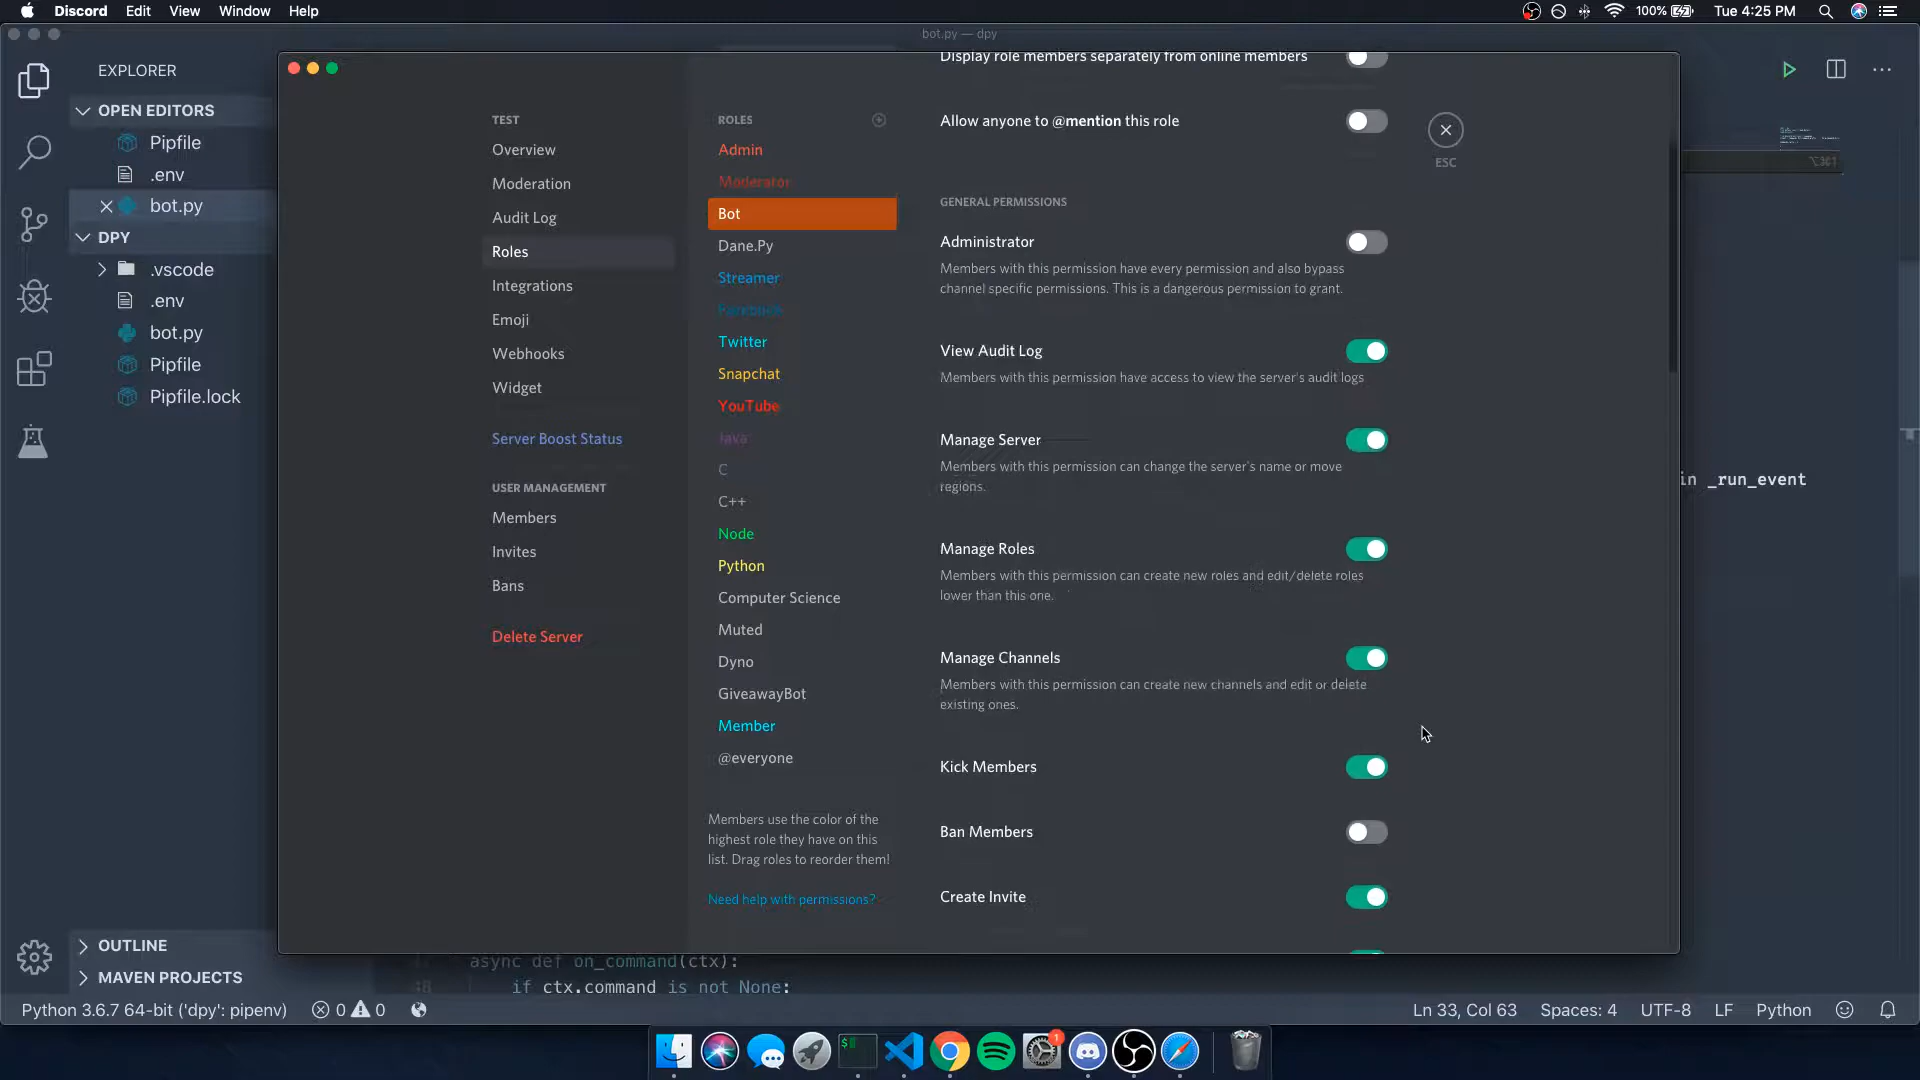 Discord Edit View Window Help
100% Tue 4:25 PM
bot.py — dpy
EXPLORER
OPEN EDITORS
Pipfile
.env
bot.py
DPY
.vscode
.env
bot.py
Pipfile
Pipfile.lock
OUTLINE
MAVEN PROJECTS
TEST
Overview
Moderation
Audit Log
Roles
Integrations
Emoji
Webhooks
Widget
Server Boost Status
USER MANAGEMENT
Members
Invites
Bans
Delete Server
ROLES
Admin
Moderator
Bot
Dane.Py
Streamer
Facebook
Twitter
Snapchat
YouTube
Java
C
C++
Node
Python
Computer Science
Muted
Dyno
GiveawayBot
Member
@everyone
Members use the color of the
highest role they have on this
list. Drag roles to reorder them!
Need help with permissions?
Display role members separately from online members
Allow anyone to @mention this role
ESC
GENERAL PERMISSIONS
Administrator
Members with this permission have every permission and also bypass
channel specific permissions. This is a dangerous permission to grant.
View Audit Log
Members with this permission have access to view the server's audit logs
Manage Server
Members with this permission can change the server's name or move
regions.
Manage Roles
Members with this permission can create new roles and edit/delete roles
lower than this one.
Manage Channels
Members with this permission can create new channels and edit or delete
existing ones.
Kick Members
Ban Members
Create Invite
in _run_event
async def on_command(ctx):
if ctx.command is not None:
Python 3.6.7 64-bit ('dpy': pipenv) 0 0
Ln 33, Col 63 Spaces: 4 UTF-8 LF Python
$
1